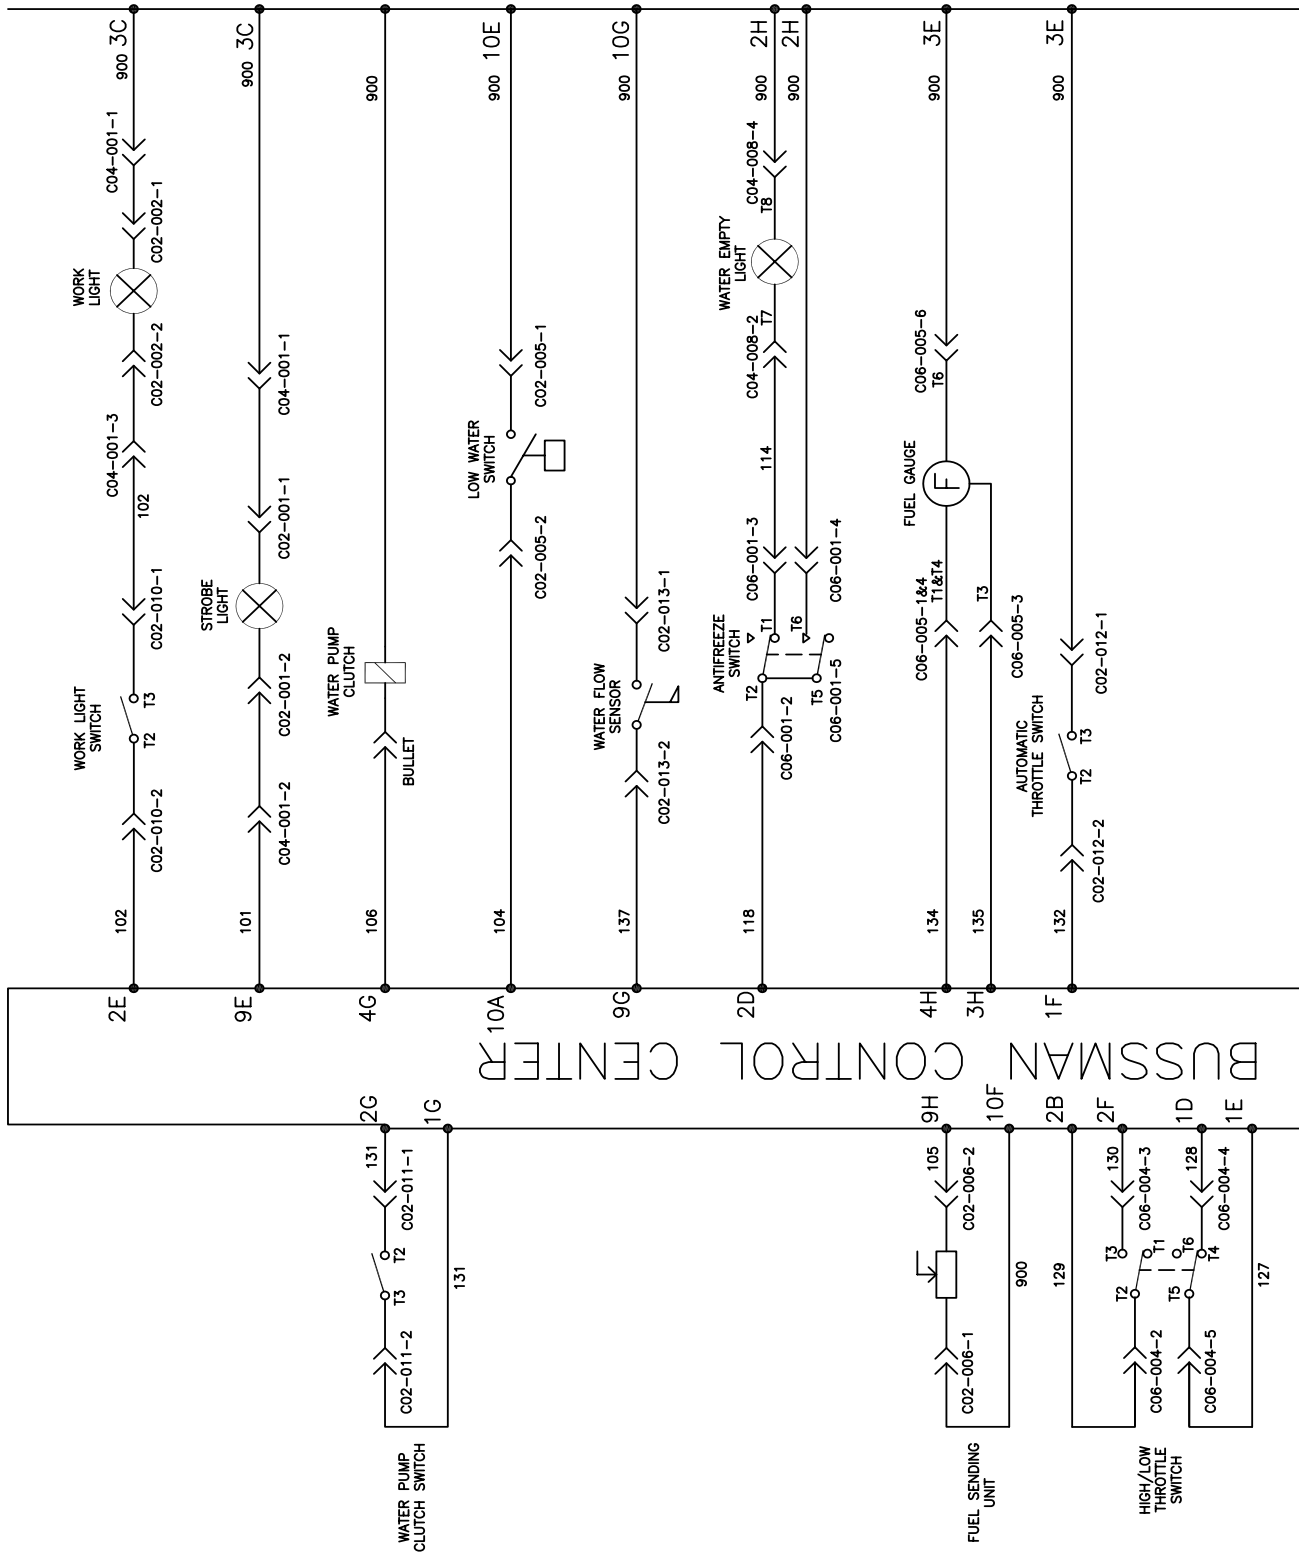 WATER PUMP
CLUTCH SWITCH
C02-011-2
T3
T2
C02-011-1
131
131
2G
1G
FUEL SENDING
UNIT
C02-006-1
C02-006-2
105
900
9H
10F
HIGH/LOW
THROTTLE
SWITCH
129
C06-004-2
T2
T3
T1
C06-004-3
130
C06-004-5
T5
T6
T4
C06-004-4
128
127
2B
2F
1D
1E
BUSSMAN CONTROL CENTER
2E
102
C02-010-2
WORK LIGHT
SWITCH
T2
T3
C02-010-1
102
C04-001-3
C02-002-2
WORK
LIGHT
C02-002-1
C04-001-1
900
3C
9E
101
C04-001-2
C02-001-2
STROBE
LIGHT
C02-001-1
C04-001-1
900
3C
4G
106
BULLET
WATER PUMP
CLUTCH
900
10A
104
C02-005-2
LOW WATER
SWITCH
C02-005-1
900
10E
9G
137
C02-013-2
WATER FLOW
SENSOR
C02-013-1
900
10G
2D
118
C06-001-2
ANTIFREEZE
SWITCH
T2
T1
T5
T6
C06-001-5
C06-001-3
C06-001-4
114
C04-008-2
T7
WATER EMPTY
LIGHT
T8
C04-008-4
900
900
2H
2H
4H
134
C06-005-1&4
T1&T4
FUEL GAUGE
F
T6
C06-005-6
900
3E
3H
135
C06-005-3
T3
1F
132
C02-012-2
AUTOMATIC
THROTTLE SWITCH
T2
T3
C02-012-1
900
3E